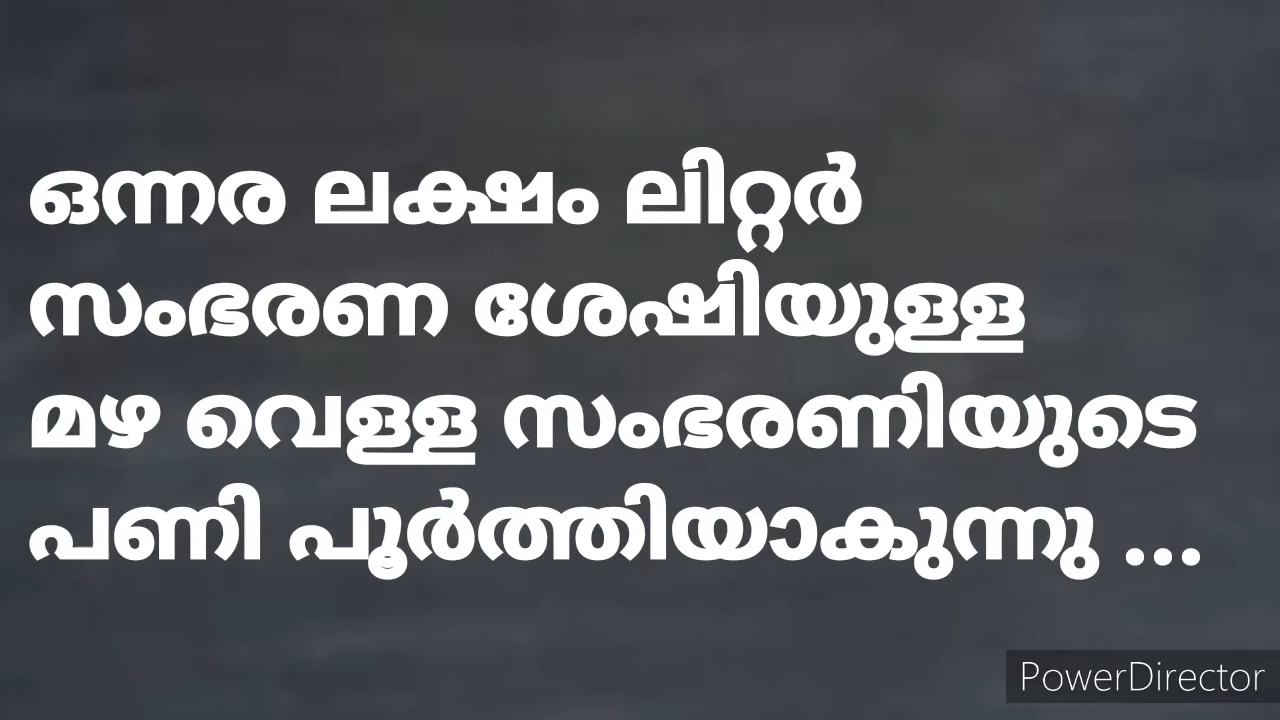 ഒന്നര ലക്ഷം ലിറ്റർ
സംഭരണ ശേഷിയുള്ള
മഴ വെള്ള സംഭരണിയുടെ
പണി പൂർത്തിയാകുന്നു ...
PowerDirector